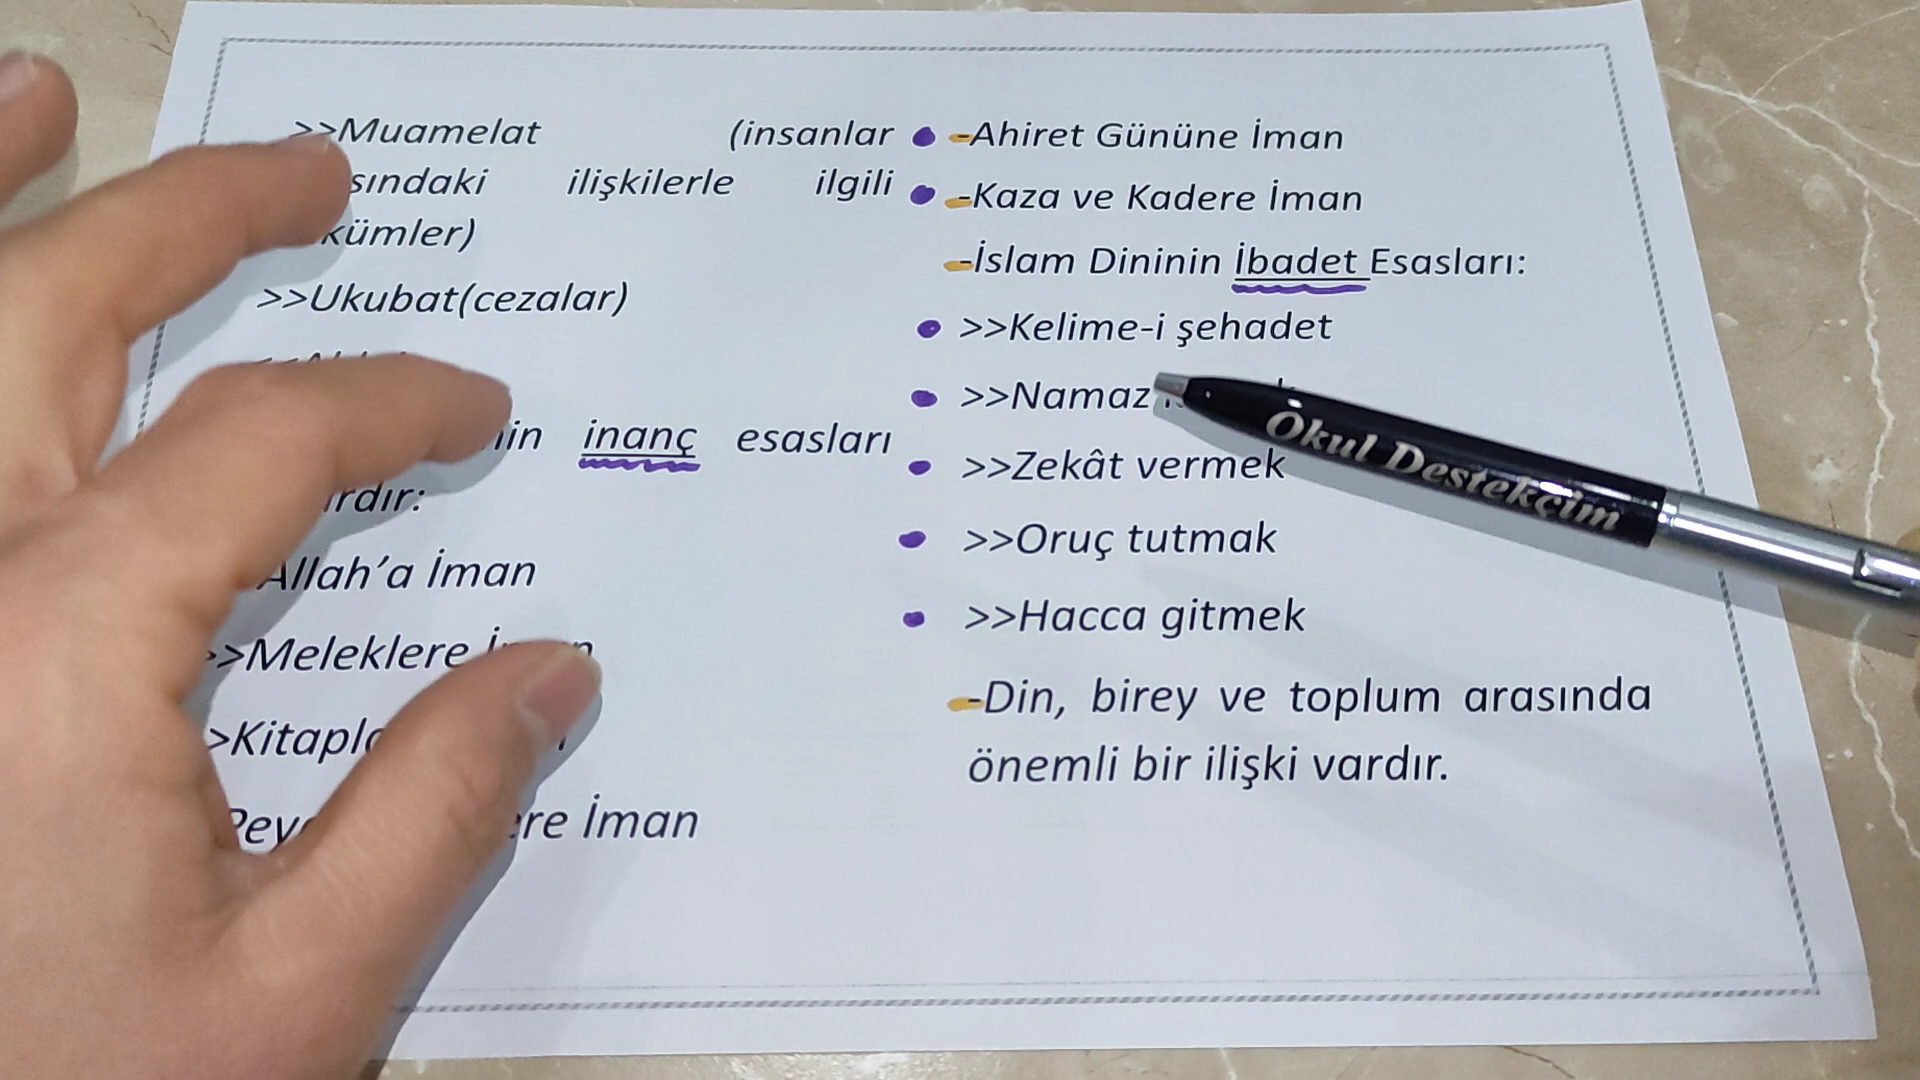 >>Muamelat (insanlar
sındaki ilişkilerle ilgili
kümler)
>>Ukubat(cezalar)
in inanç esasları
rdır:
Allah’a İman
>>Meleklere
>Kitapl
ere İman
-Ahiret Gününe İman
-Kaza ve Kadere İman
-İslam Dininin İbadet Esasları:
>>Kelime-i şehadet
>>Namaz
>>Zekât vermek
>>Oruç tutmak
>>Hacca gitmek
-Din, birey ve toplum arasında
önemli bir ilişki vardır.
Okul Destekçim